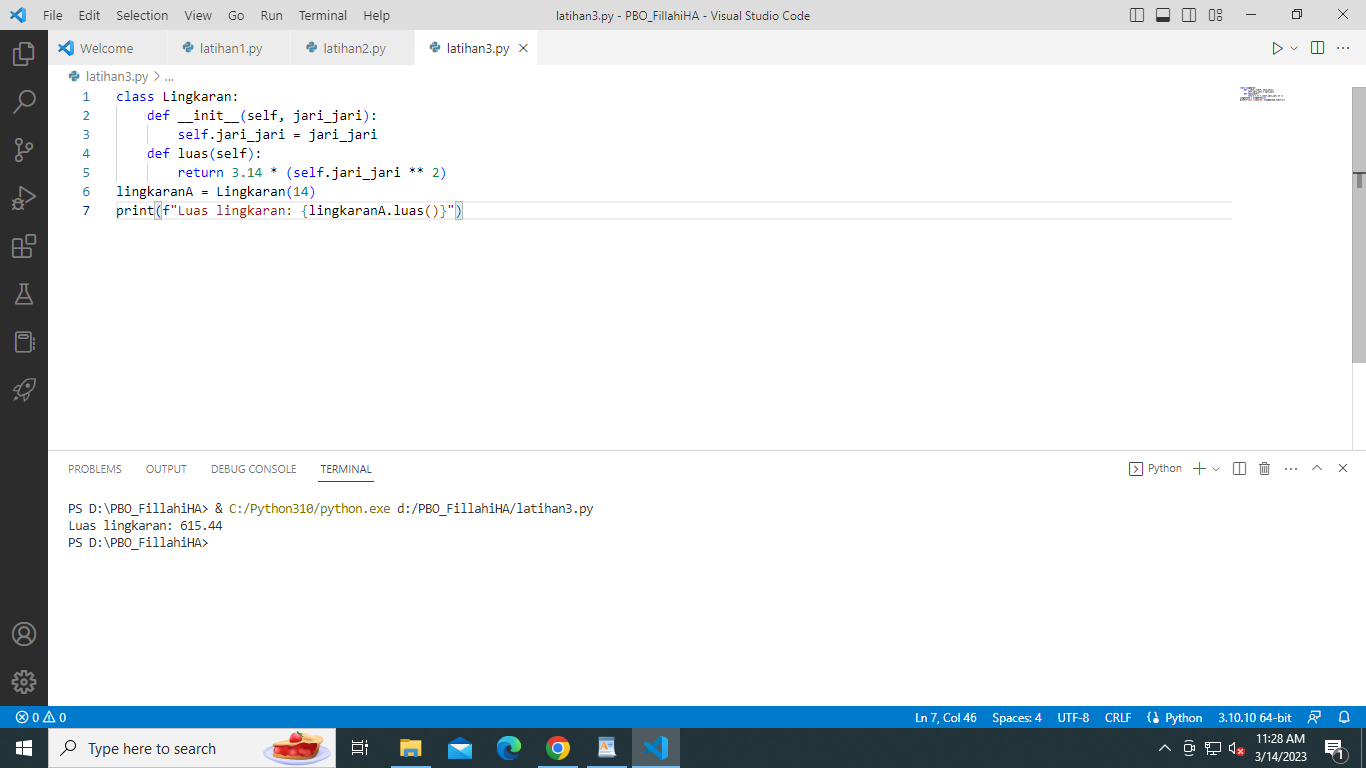 File Edit Selection View Go Run Terminal Help latihan3.py - PBO_FillahiHA - Visual Studio Code
Welcome latihan1.py latihan2.py latihan3.py
latihan3.py > ...
1 class Lingkaran:
2     def __init__(self, jari_jari):
3         self.jari_jari = jari_jari
4     def luas(self):
5         return 3.14 * (self.jari_jari ** 2)
6 lingkaranA = Lingkaran(14)
7 print(f"Luas lingkaran: {lingkaranA.luas()}")
PROBLEMS OUTPUT DEBUG CONSOLE TERMINAL Python
PS D:\PBO_FillahiHA> & C:/Python310/python.exe d:/PBO_FillahiHA/latihan3.py
Luas lingkaran: 615.44
PS D:\PBO_FillahiHA>
0 0 Ln 7, Col 46 Spaces: 4 UTF-8 CRLF Python 3.10.10 64-bit
Type here to search
11:28 AM
3/14/2023
1